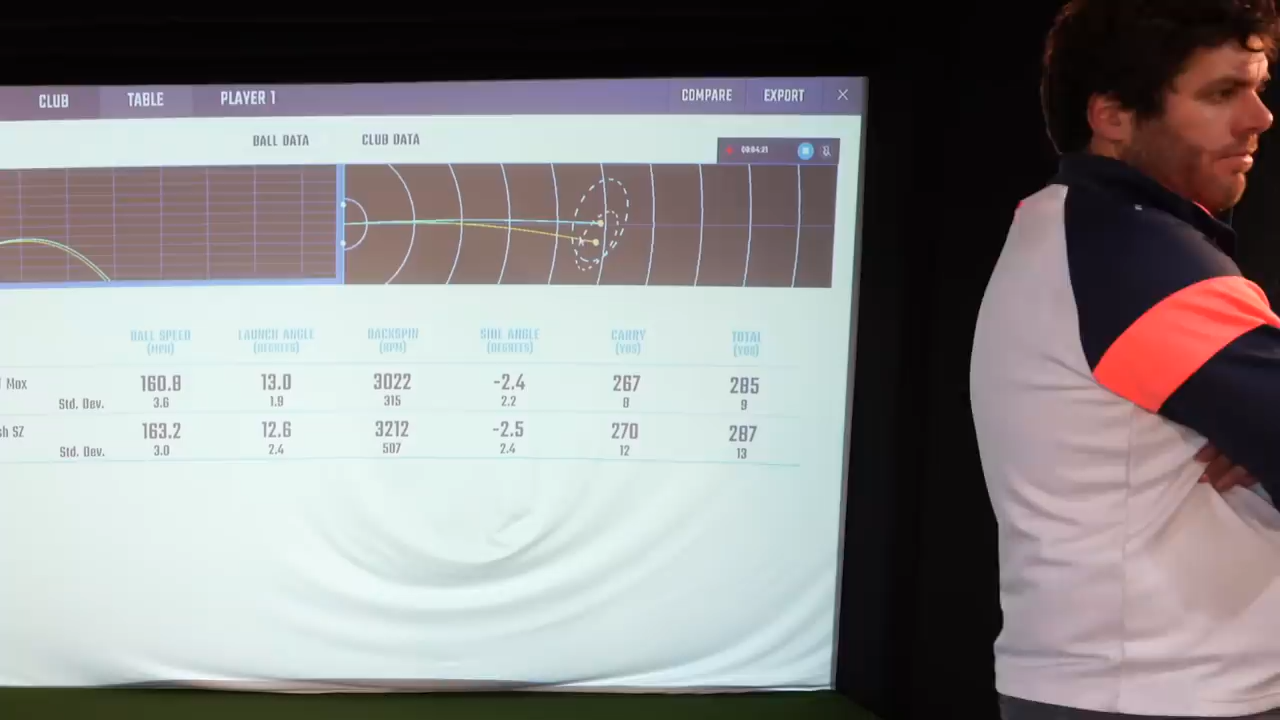 CLUB TABLE PLAYER 1 COMPARE EXPORT
BALL DATA CLUB DATA
BALL SPEED LAUNCH ANGLE BACKSPIN SIDE ANGLE CARRY TOTAL
(MPH) (DEGREES) (RPM) (DEGREES) (YDS) (YDS)
Max 160.8 13.0 3022 -2.4 267 285
Std. Dev. 3.6 1.9 315 2.2 8 9
SZ 163.2 12.6 3212 -2.5 270 287
Std. Dev. 3.0 2.4 507 2.4 12 13